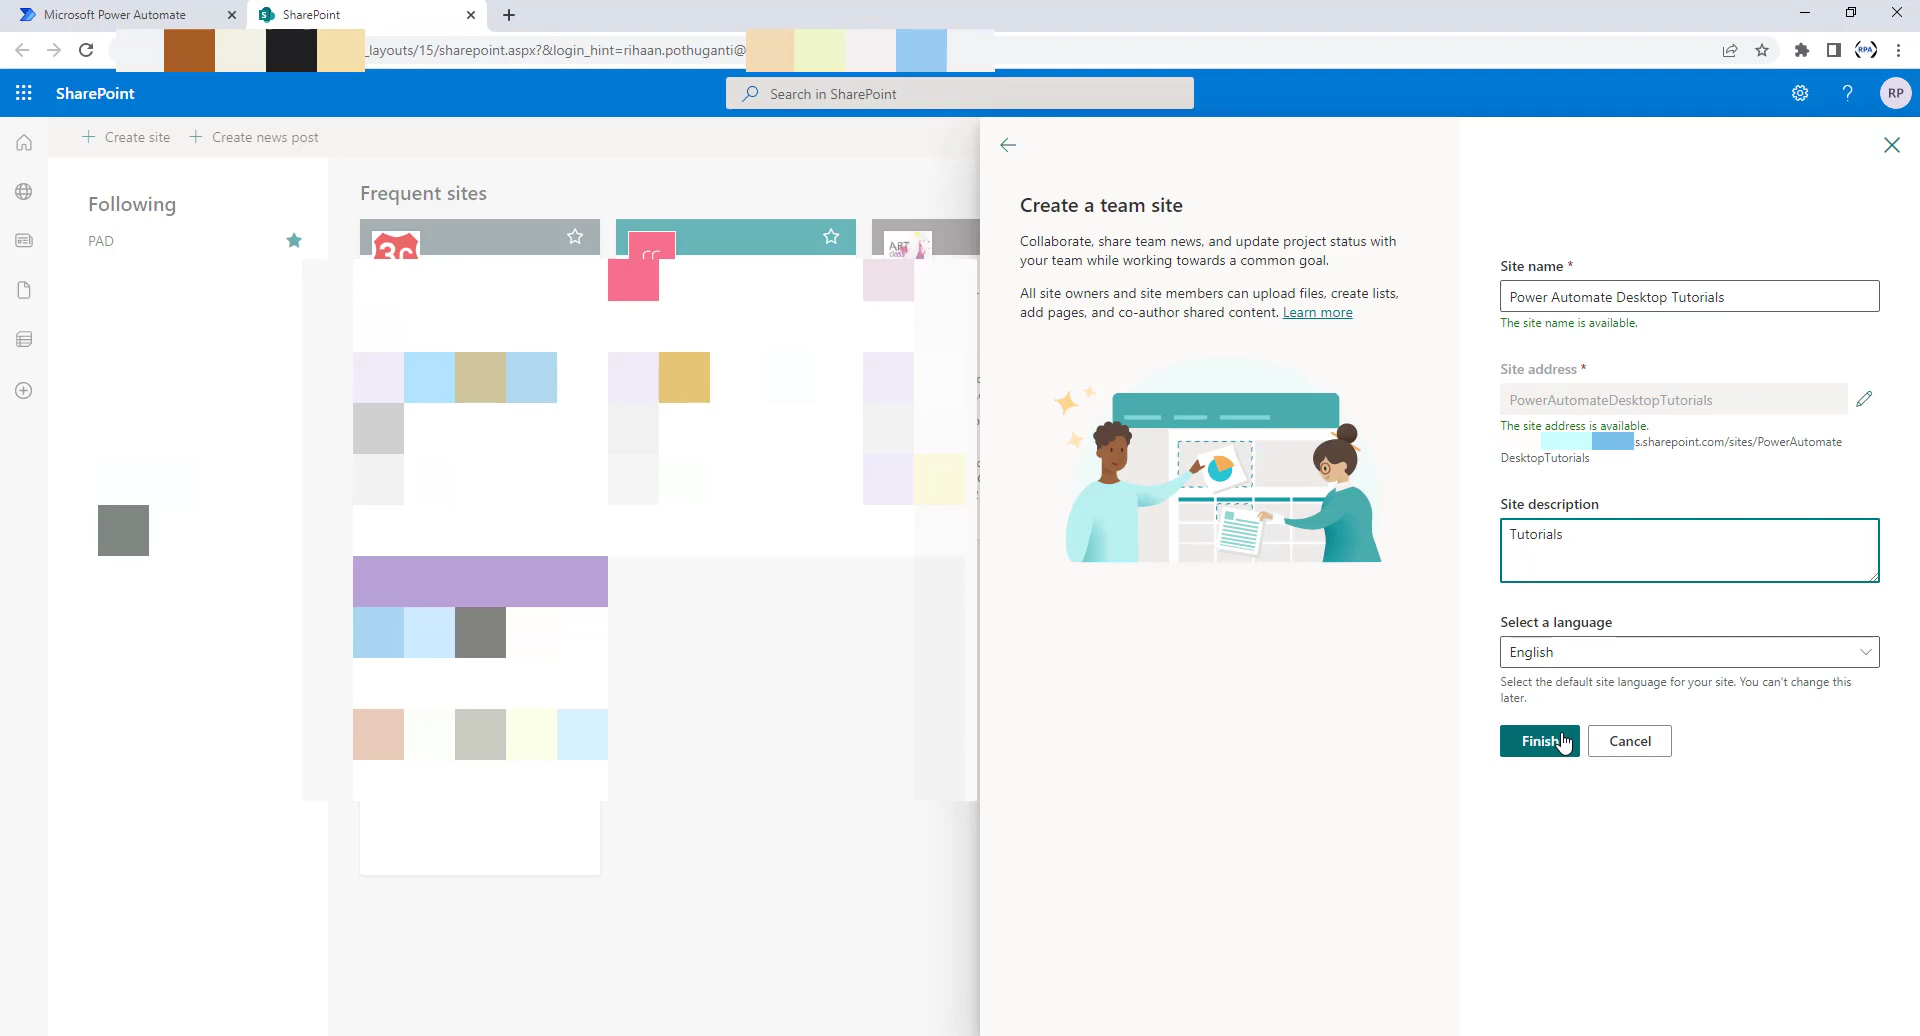 Microsoft Power Automate
SharePoint
_layouts/15/sharepoint.aspx?&login_hint=rihaan.pothuganti@
RPA
SharePoint
Search in SharePoint
RP
Create site
Create news post
Following
PAD
Frequent sites
3c
CC
ART
class
Create a team site
Collaborate, share team news, and update project status with
your team while working towards a common goal.
All site owners and site members can upload files, create lists,
add pages, and co-author shared content. Learn more
Site name *
Power Automate Desktop Tutorials
The site name is available.
Site address *
PowerAutomateDesktopTutorials
The site address is available.
s.sharepoint.com/sites/PowerAutomate
DesktopTutorials
Site description
Tutorials
Select a language
English
Select the default site language for your site. You can't change this
later.
Finish
Cancel